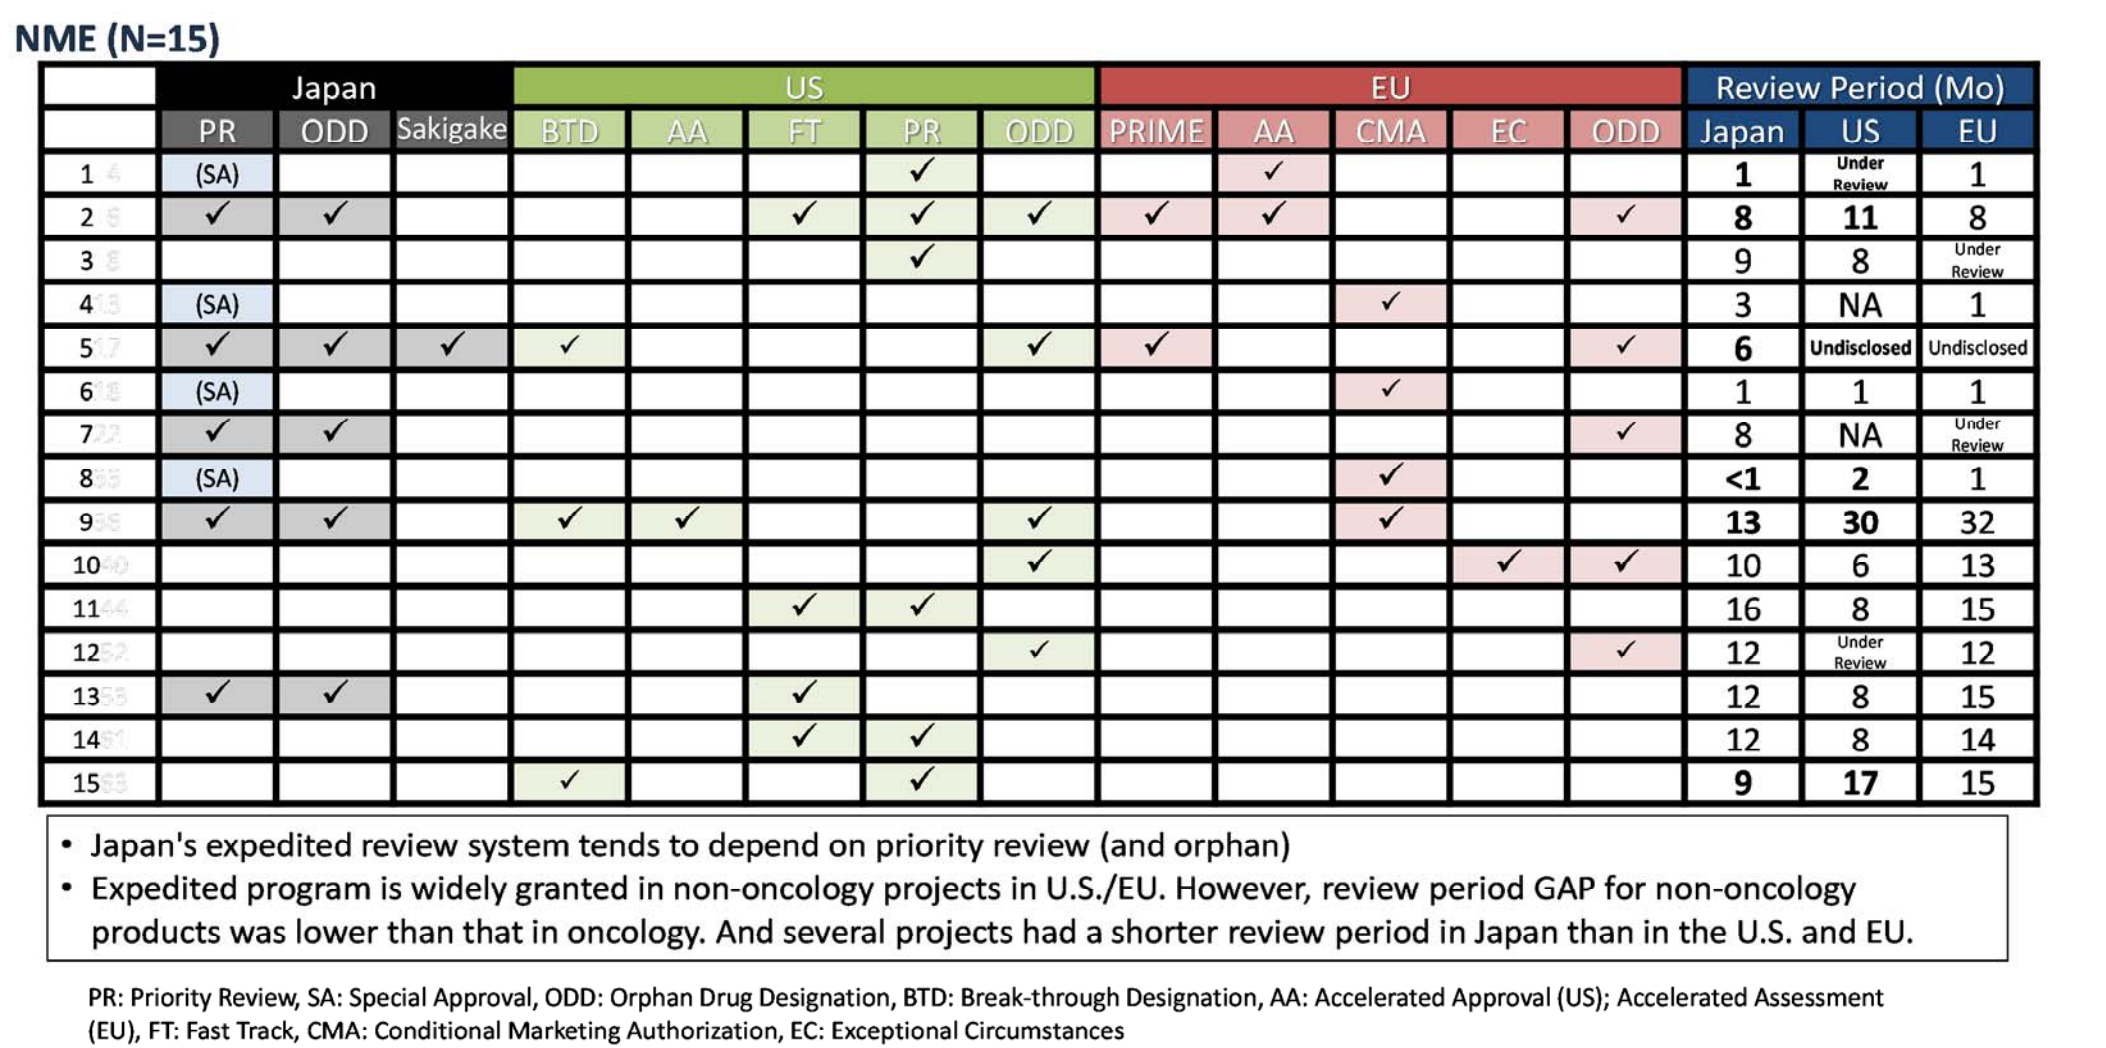 NME (N=15)
Japan US EU Review Period (Mo)
PR ODD Sakigake BTD AA FT PR ODD PRIME AA CMA EC ODD Japan US EU
1 (SA) ✓ ✓ 1 Under Review 1
2 ✓ ✓ ✓ ✓ ✓ ✓ ✓ ✓ 8 11 8
3 ✓ 9 8 Under Review
4 (SA) ✓ 3 NA 1
5 ✓ ✓ ✓ ✓ ✓ ✓ ✓ 6 Undisclosed Undisclosed
6 (SA) ✓ 1 1 1
7 ✓ ✓ ✓ 8 NA Under Review
8 (SA) ✓ <1 2 1
9 ✓ ✓ ✓ ✓ ✓ ✓ 13 30 32
10 ✓ ✓ ✓ 10 6 13
11 ✓ ✓ 16 8 15
12 ✓ ✓ 12 Under Review 12
13 ✓ ✓ ✓ 12 8 15
14 ✓ ✓ 12 8 14
15 ✓ ✓ 9 17 15
• Japan's expedited review system tends to depend on priority review (and orphan)
• Expedited program is widely granted in non-oncology projects in U.S./EU. However, review period GAP for non-oncology
products was lower than that in oncology. And several projects had a shorter review period in Japan than in the U.S. and EU.
PR: Priority Review, SA: Special Approval, ODD: Orphan Drug Designation, BTD: Break-through Designation, AA: Accelerated Approval (US); Accelerated Assessment
(EU), FT: Fast Track, CMA: Conditional Marketing Authorization, EC: Exceptional Circumstances